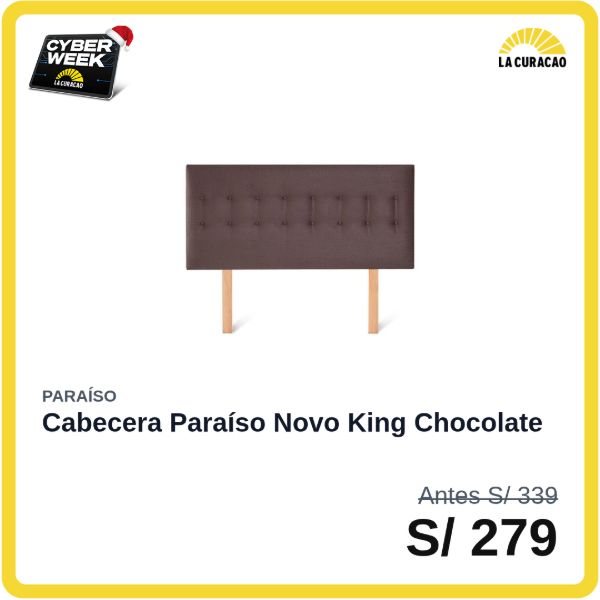 CYBER
WEEK
LA CURACAO
LA CURACAO
PARAÍSO
Cabecera Paraíso Novo King Chocolate
Antes S/ 339
S/ 279